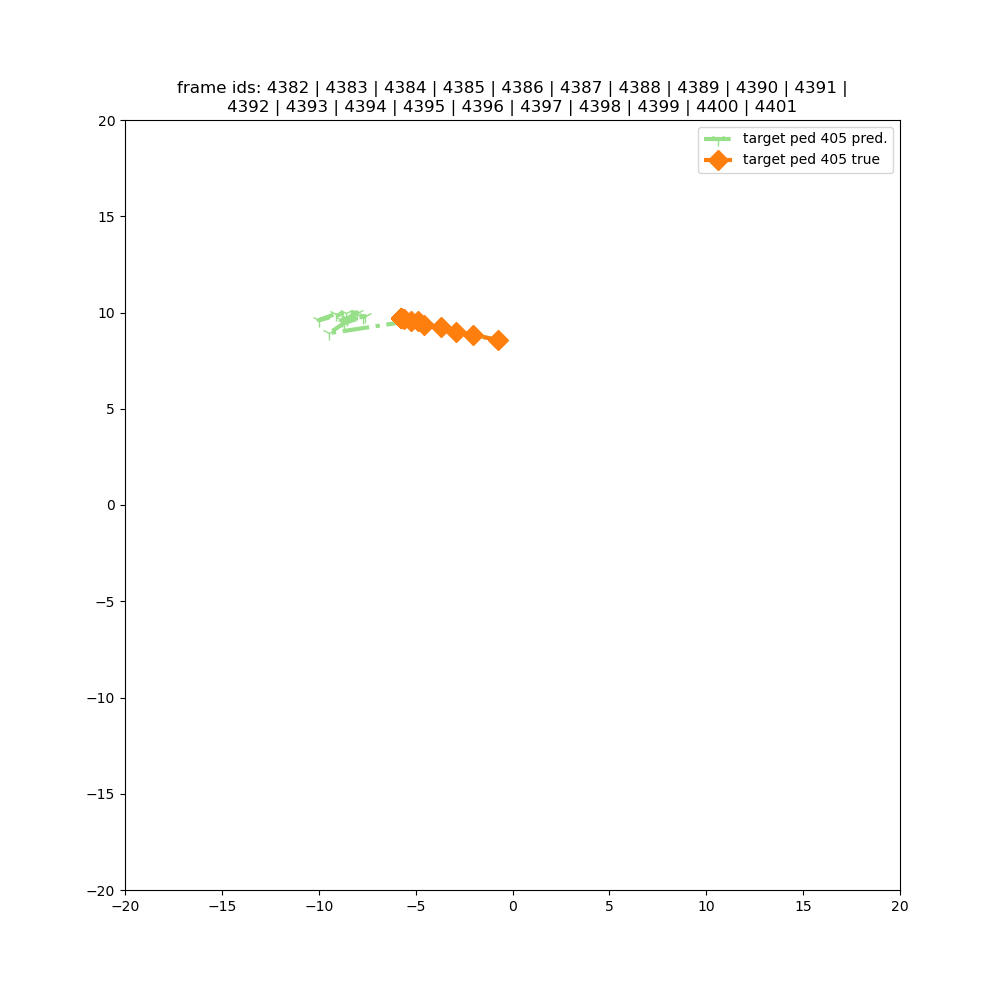 frame ids: 4382 | 4383 | 4384 | 4385 | 4386 | 4387 | 4388 | 4389 | 4390 | 4391 |
4392 | 4393 | 4394 | 4395 | 4396 | 4397 | 4398 | 4399 | 4400 | 4401
target ped 405 pred.
target ped 405 true
20
15
10
5
0
−5
−10
−15
−20
−20 −15 −10 −5 0 5 10 15 20